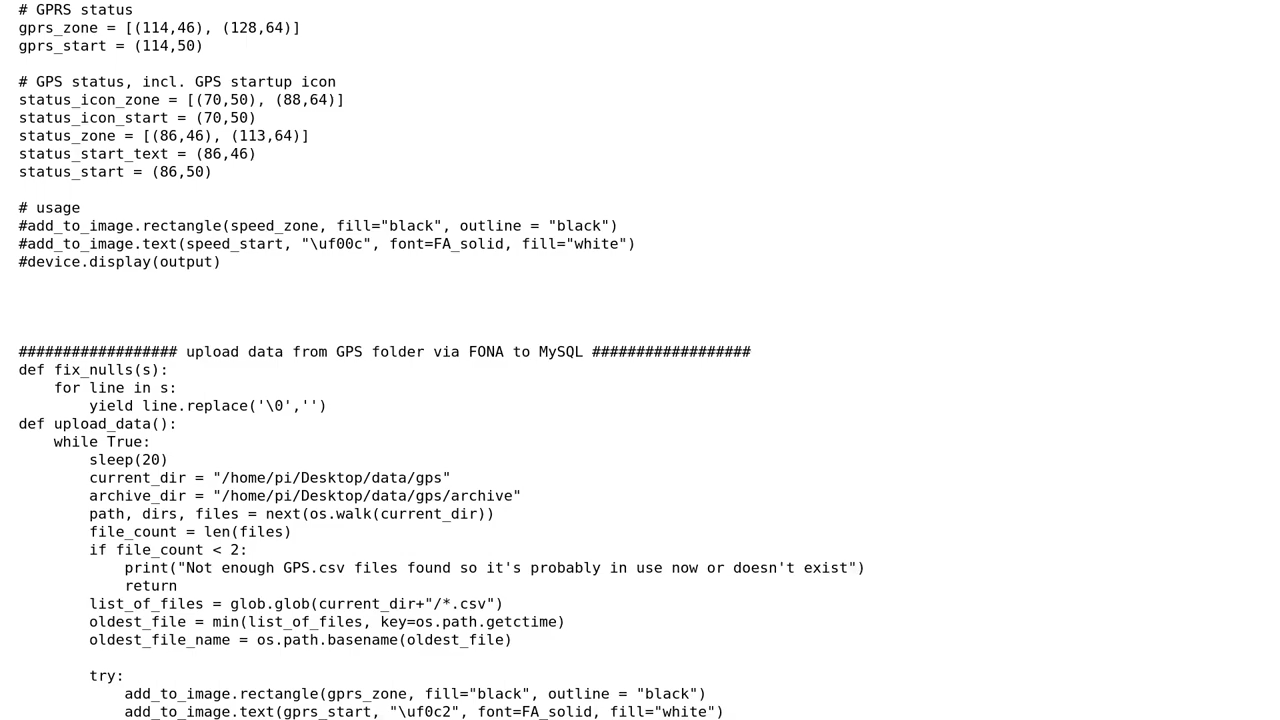 # GPRS status
gprs_zone = [(114,46), (128,64)]
gprs_start = (114,50)

# GPS status, incl. GPS startup icon
status_icon_zone = [(70,50), (88,64)]
status_icon_start = (70,50)
status_zone = [(86,46), (113,64)]
status_start_text = (86,46)
status_start = (86,50)

# usage
#add_to_image.rectangle(speed_zone, fill="black", outline = "black")
#add_to_image.text(speed_start, "\uf00c", font=FA_solid, fill="white")
#device.display(output)

################## upload data from GPS folder via FONA to MySQL ##################
def fix_nulls(s):
    for line in s:
        yield line.replace('\0','')
def upload_data():
    while True:
        sleep(20)
        current_dir = "/home/pi/Desktop/data/gps"
        archive_dir = "/home/pi/Desktop/data/gps/archive"
        path, dirs, files = next(os.walk(current_dir))
        file_count = len(files)
        if file_count < 2:
            print("Not enough GPS.csv files found so it's probably in use now or doesn't exist")
            return
        list_of_files = glob.glob(current_dir+"/*.csv")
        oldest_file = min(list_of_files, key=os.path.getctime)
        oldest_file_name = os.path.basename(oldest_file)

        try:
            add_to_image.rectangle(gprs_zone, fill="black", outline = "black")
            add_to_image.text(gprs_start, "\uf0c2", font=FA_solid, fill="white")